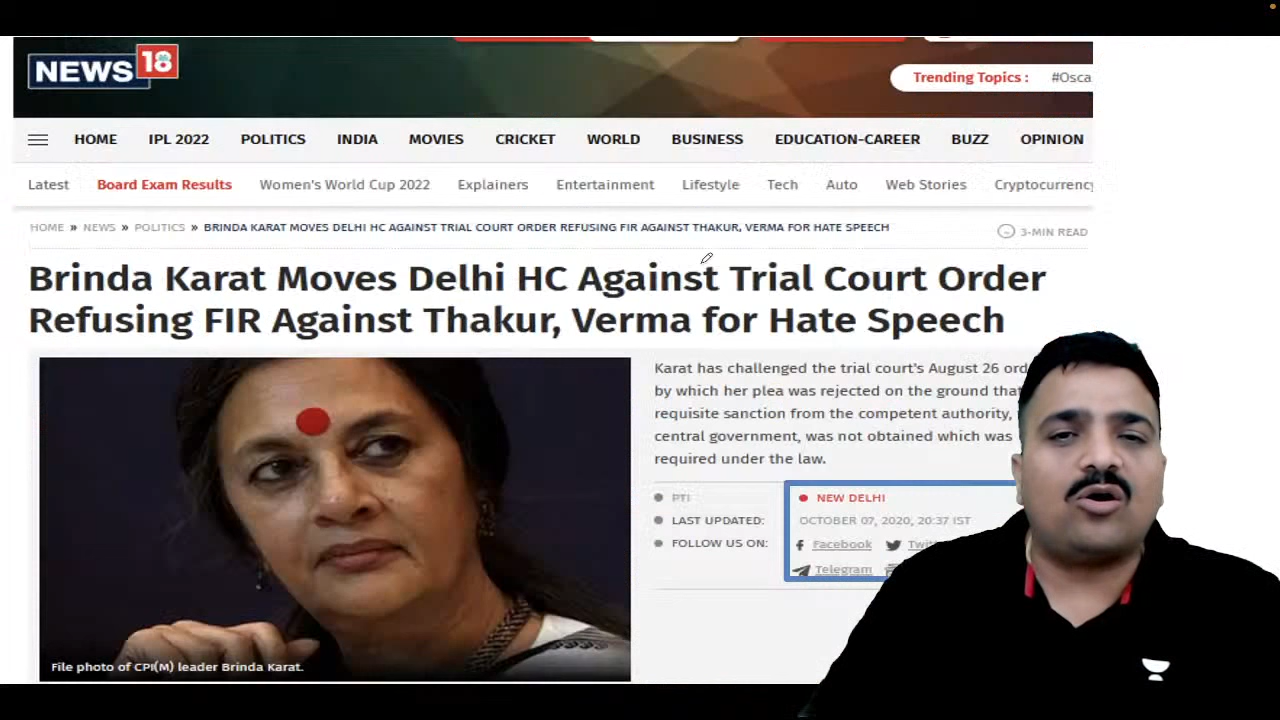 NEWS 18
Trending Topics : #Osca
HOME IPL 2022 POLITICS INDIA MOVIES CRICKET WORLD BUSINESS EDUCATION-CAREER BUZZ OPINION
Latest Board Exam Results Women's World Cup 2022 Explainers Entertainment Lifestyle Tech Auto Web Stories Cryptocurrency
HOME » NEWS » POLITICS » BRINDA KARAT MOVES DELHI HC AGAINST TRIAL COURT ORDER REFUSING FIR AGAINST THAKUR, VERMA FOR HATE SPEECH
3-MIN READ
Brinda Karat Moves Delhi HC Against Trial Court Order
Refusing FIR Against Thakur, Verma for Hate Speech
Karat has challenged the trial court's August 26 ord
by which her plea was rejected on the ground that
requisite sanction from the competent authority,
central government, was not obtained which was
required under the law.
PTI
NEW DELHI
LAST UPDATED: OCTOBER 07, 2020, 20:37 IST
FOLLOW US ON: Facebook Twit
Telegram
File photo of CPI(M) leader Brinda Karat.